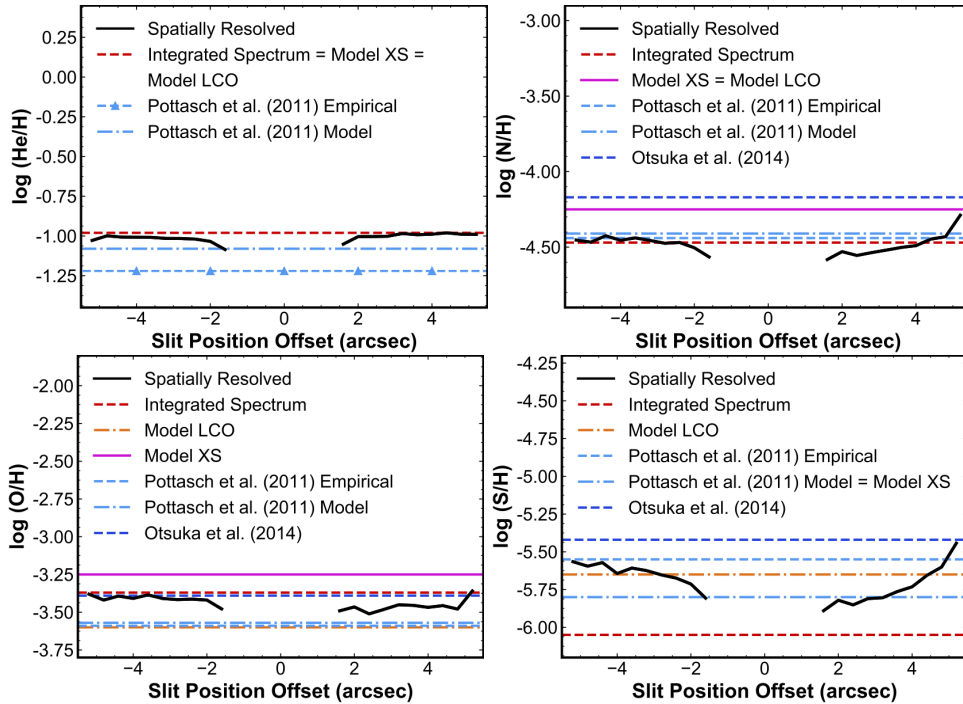 0.25
0.00
-0.25
-0.50
-0.75
-1.00
-1.25
log (He/H)
Spatially Resolved
Integrated Spectrum = Model XS =
Model LCO
Pottasch et al. (2011) Empirical
Pottasch et al. (2011) Model
−4 −2 0 2 4
Slit Position Offset (arcsec)
-3.00
-3.50
-4.00
-4.50
log (N/H)
Spatially Resolved
Integrated Spectrum
Model XS = Model LCO
Pottasch et al. (2011) Empirical
Pottasch et al. (2011) Model
Otsuka et al. (2014)
−4 −2 0 2 4
Slit Position Offset (arcsec)
-2.00
-2.25
-2.50
-2.75
-3.00
-3.25
-3.50
-3.75
log (O/H)
Spatially Resolved
Integrated Spectrum
Model LCO
Model XS
Pottasch et al. (2011) Empirical
Pottasch et al. (2011) Model
Otsuka et al. (2014)
−4 −2 0 2 4
Slit Position Offset (arcsec)
-4.25
-4.50
-4.75
-5.00
-5.25
-5.50
-5.75
-6.00
log (S/H)
Spatially Resolved
Integrated Spectrum
Model LCO
Pottasch et al. (2011) Empirical
Pottasch et al. (2011) Model = Model XS
Otsuka et al. (2014)
−4 −2 0 2 4
Slit Position Offset (arcsec)